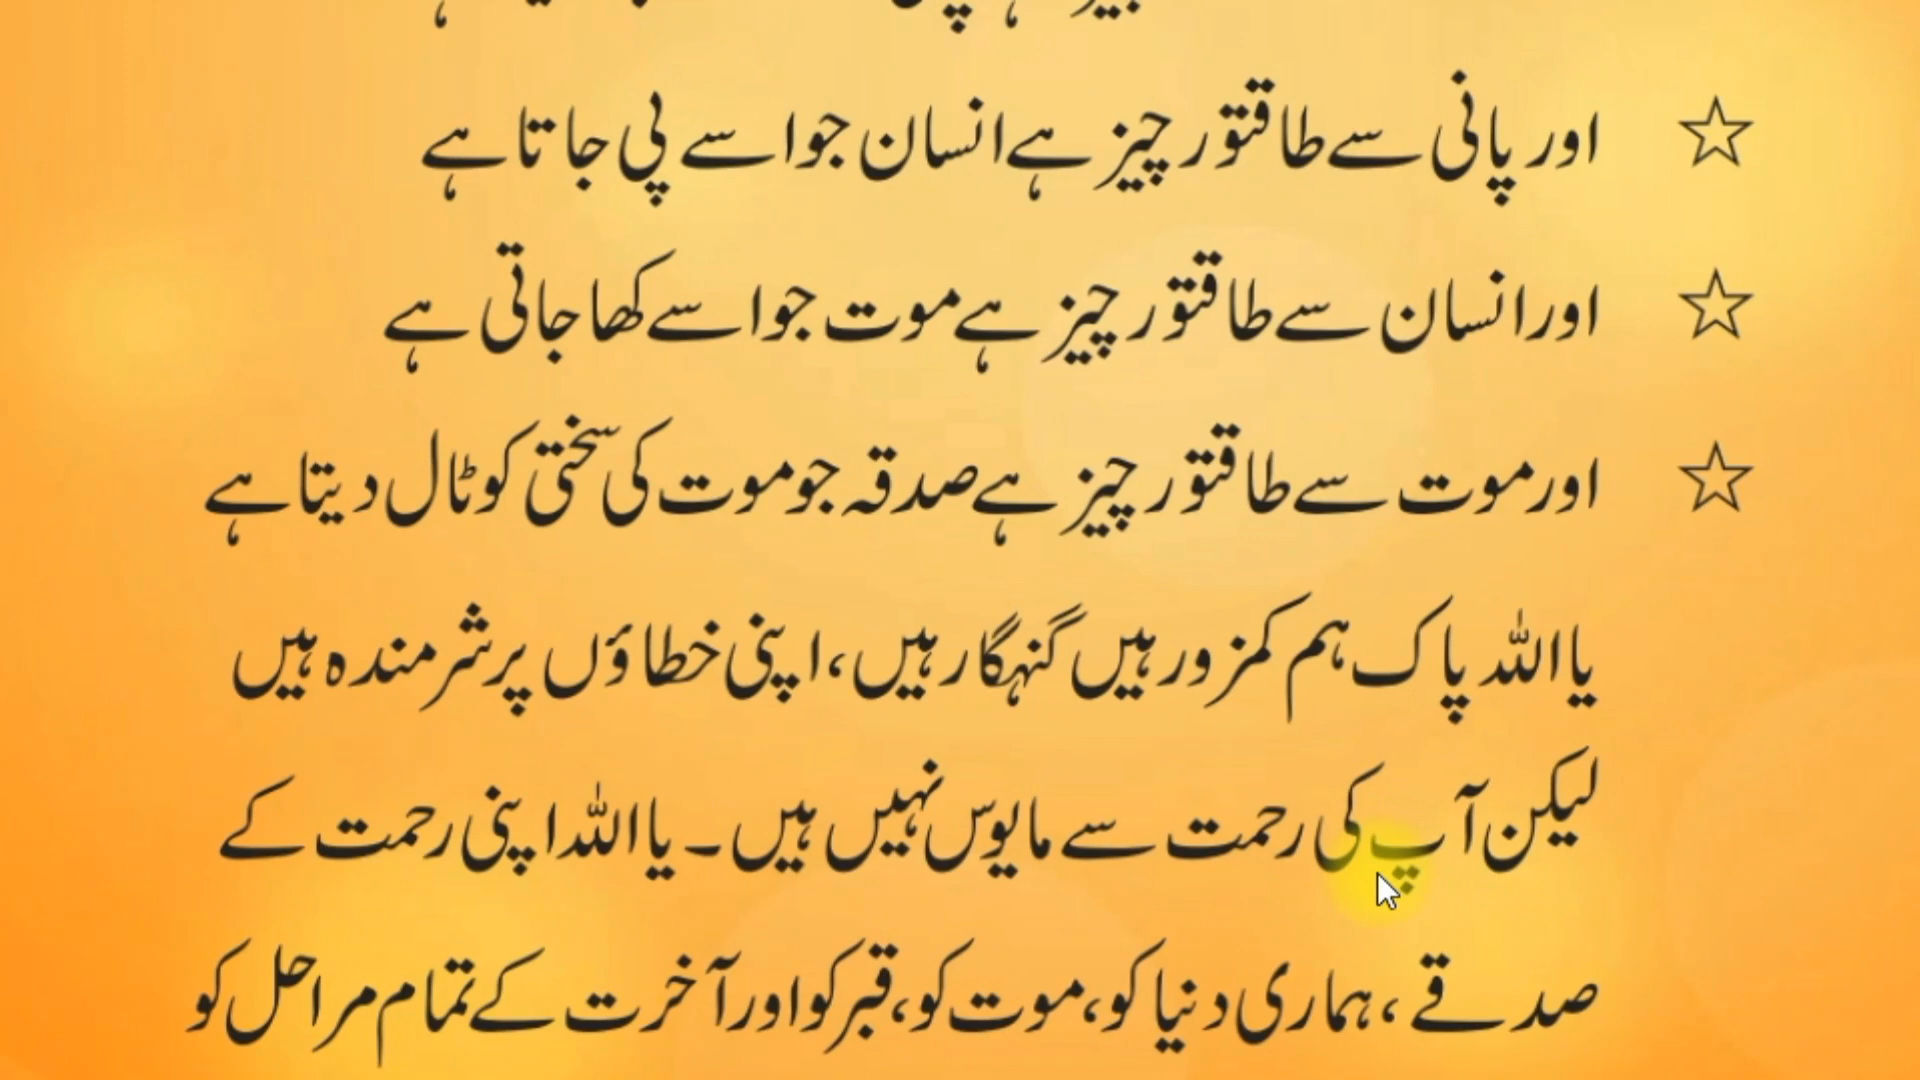 ☆ اور پانی سے طاقتور چیز ہے انسان جو اسے پی جاتا ہے
☆ اور انسان سے طاقتور چیز ہے موت جو اسے کھا جاتی ہے
☆ اور موت سے طاقتور چیز ہے صدقہ جو موت کی سختی کو ٹال دیتا ہے
یا اللہ پاک ہم کمزور ہیں گنہگار ہیں، اپنی خطاؤں پر شرمندہ ہیں
لیکن آپ کی رحمت سے مایوس نہیں ہیں۔ یا اللہ اپنی رحمت کے
صدقے، ہماری دنیا کو، موت کو، قبر کو اور آخرت کے تمام مراحل کو